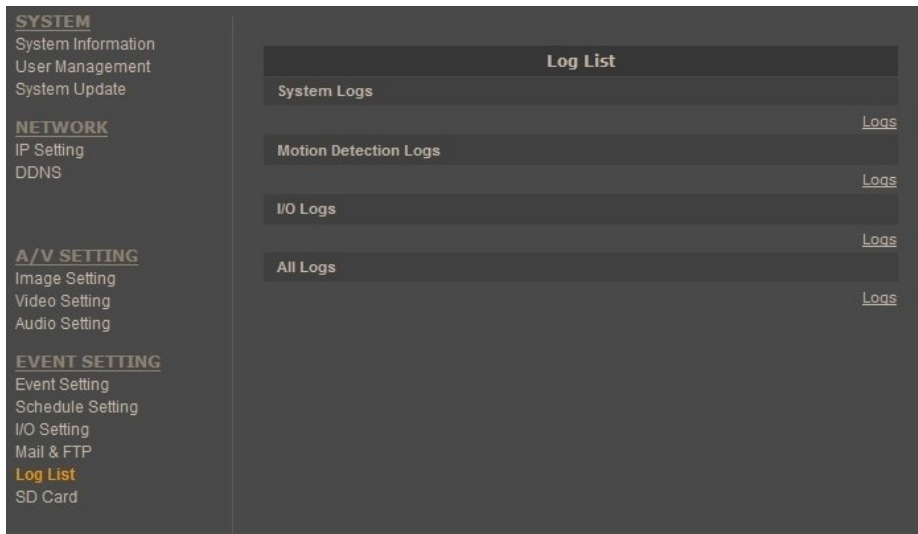 SYSTEM
System Information
User Management
System Update
NETWORK
IP Setting
DDNS
A/V SETTING
Image Setting
Video Setting
Audio Setting
EVENT SETTING
Event Setting
Schedule Setting
I/O Setting
Mail & FTP
Log List
SD Card
Log List
System Logs
Logs
Motion Detection Logs
Logs
I/O Logs
Logs
All Logs
Logs